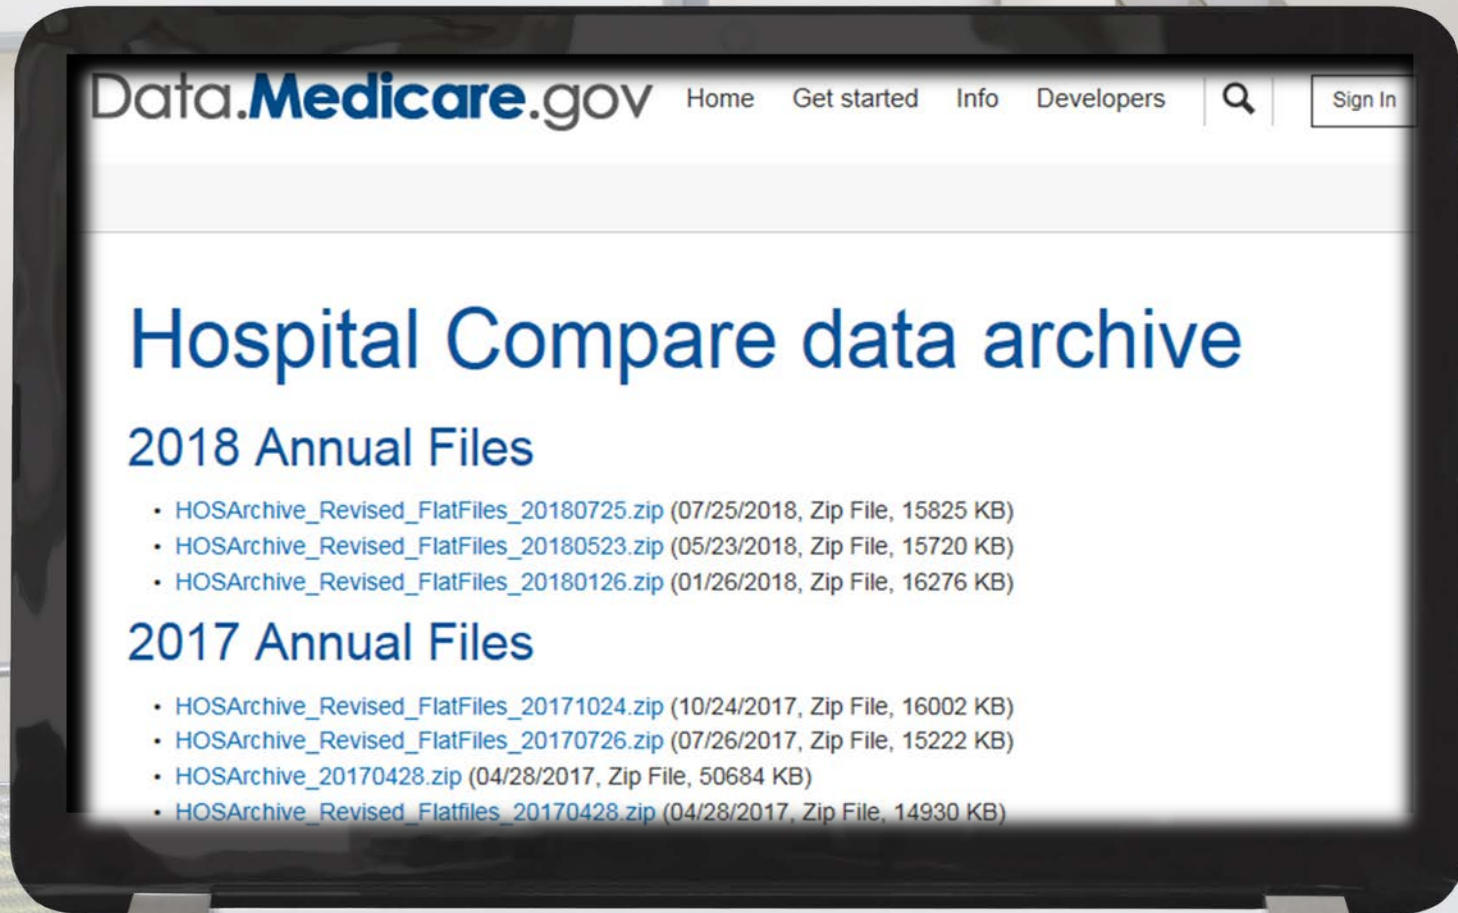 Data.Medicare.gov Home Get started Info Developers Sign In
Hospital Compare data archive
2018 Annual Files
• HOSArchive_Revised_FlatFiles_20180725.zip (07/25/2018, Zip File, 15825 KB)
• HOSArchive_Revised_FlatFiles_20180523.zip (05/23/2018, Zip File, 15720 KB)
• HOSArchive_Revised_FlatFiles_20180126.zip (01/26/2018, Zip File, 16276 KB)
2017 Annual Files
• HOSArchive_Revised_FlatFiles_20171024.zip (10/24/2017, Zip File, 16002 KB)
• HOSArchive_Revised_FlatFiles_20170726.zip (07/26/2017, Zip File, 15222 KB)
• HOSArchive_20170428.zip (04/28/2017, Zip File, 50684 KB)
• HOSArchive_Revised_Flatfiles_20170428.zip (04/28/2017, Zip File, 14930 KB)